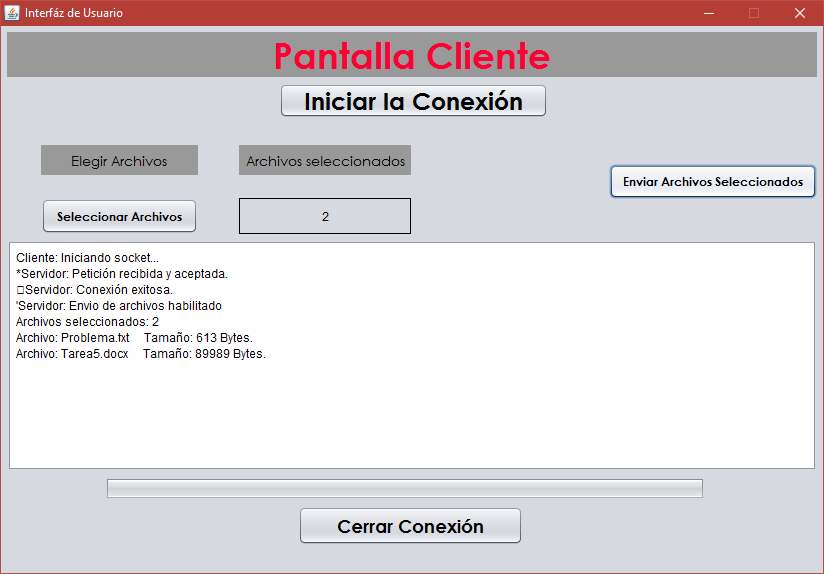 Interfáz de Usuario
Pantalla Cliente
Iniciar la Conexión
Elegir Archivos
Archivos seleccionados
Enviar Archivos Seleccionados
Seleccionar Archivos
2
Cliente: Iniciando socket...
*Servidor: Petición recibida y aceptada.
□Servidor: Conexión exitosa.
'Servidor: Envio de archivos habilitado
Archivos seleccionados: 2
Archivo: Problema.txt    Tamaño: 613 Bytes.
Archivo: Tarea5.docx    Tamaño: 89989 Bytes.
Cerrar Conexión